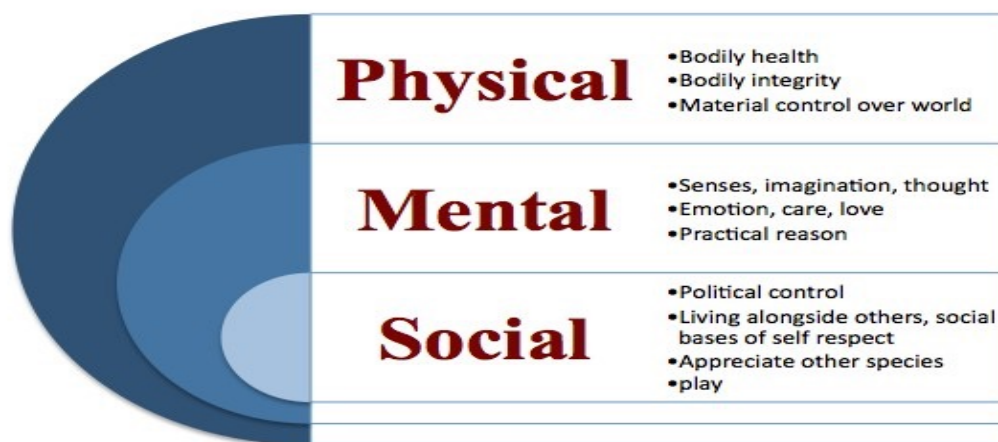 Physical
•Bodily health
•Bodily integrity
•Material control over world
Mental
•Senses, imagination, thought
•Emotion, care, love
•Practical reason
Social
•Political control
•Living alongside others, social
bases of self respect
•Appreciate other species
•play